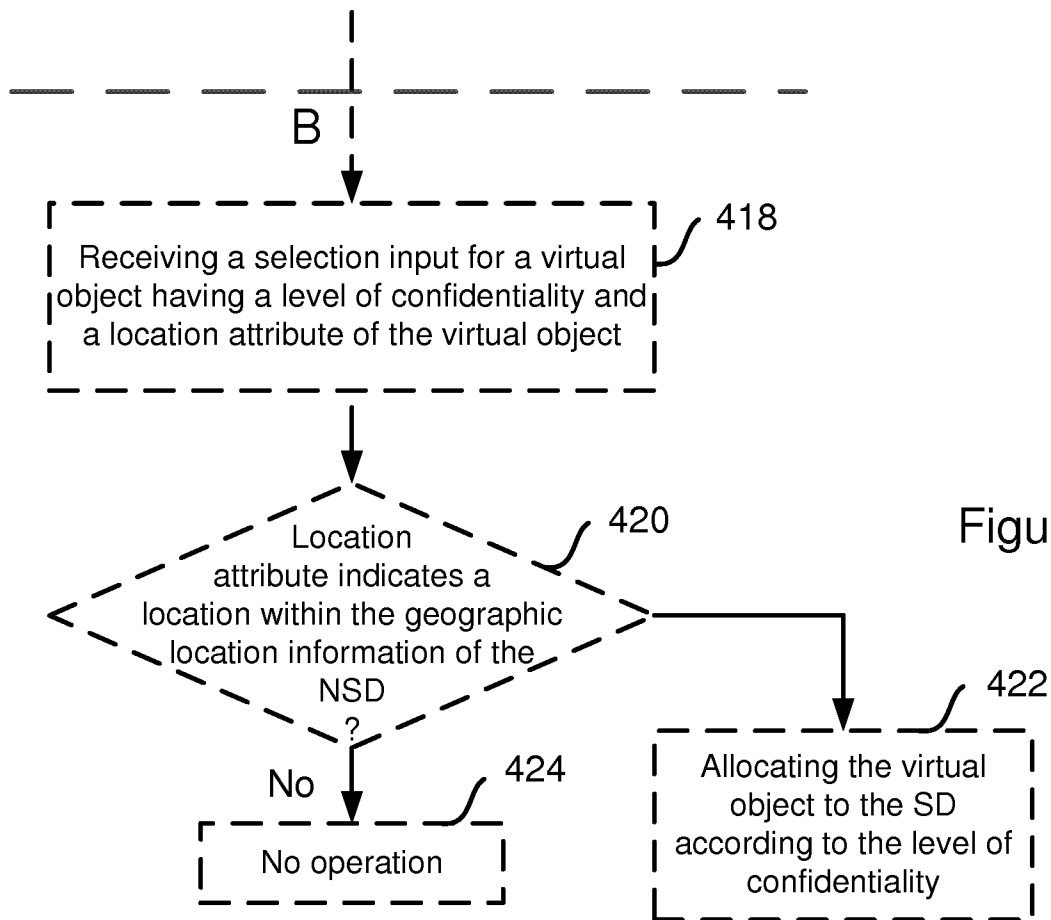 B
418
Receiving a selection input for a virtual
object having a level of confidentiality and
a location attribute of the virtual object
420
Location
attribute indicates a
location within the geographic
location information of the
NSD
?
Figu
422
No
424
No operation
Allocating the virtual
object to the SD
according to the level of
confidentiality